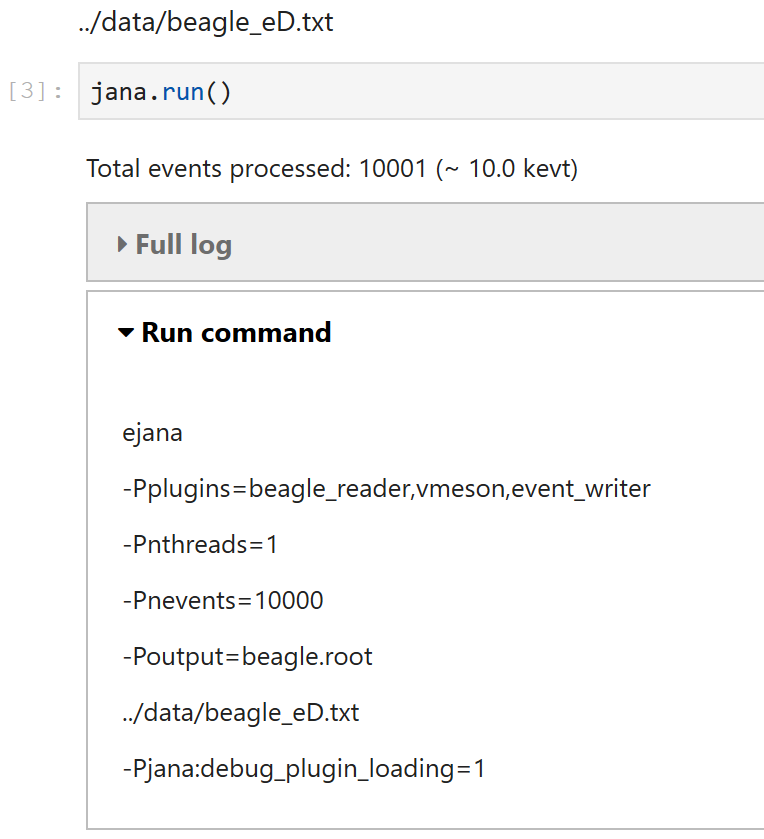 ../data/beagle_eD.txt
[3]: jana.run()
Total events processed: 10001 (~ 10.0 kevt)
Full log
Run command
ejana
-Pplugins=beagle_reader,vmeson,event_writer
-Pnthreads=1
-Pnevents=10000
-Poutput=beagle.root
../data/beagle_eD.txt
-Pjana:debug_plugin_loading=1